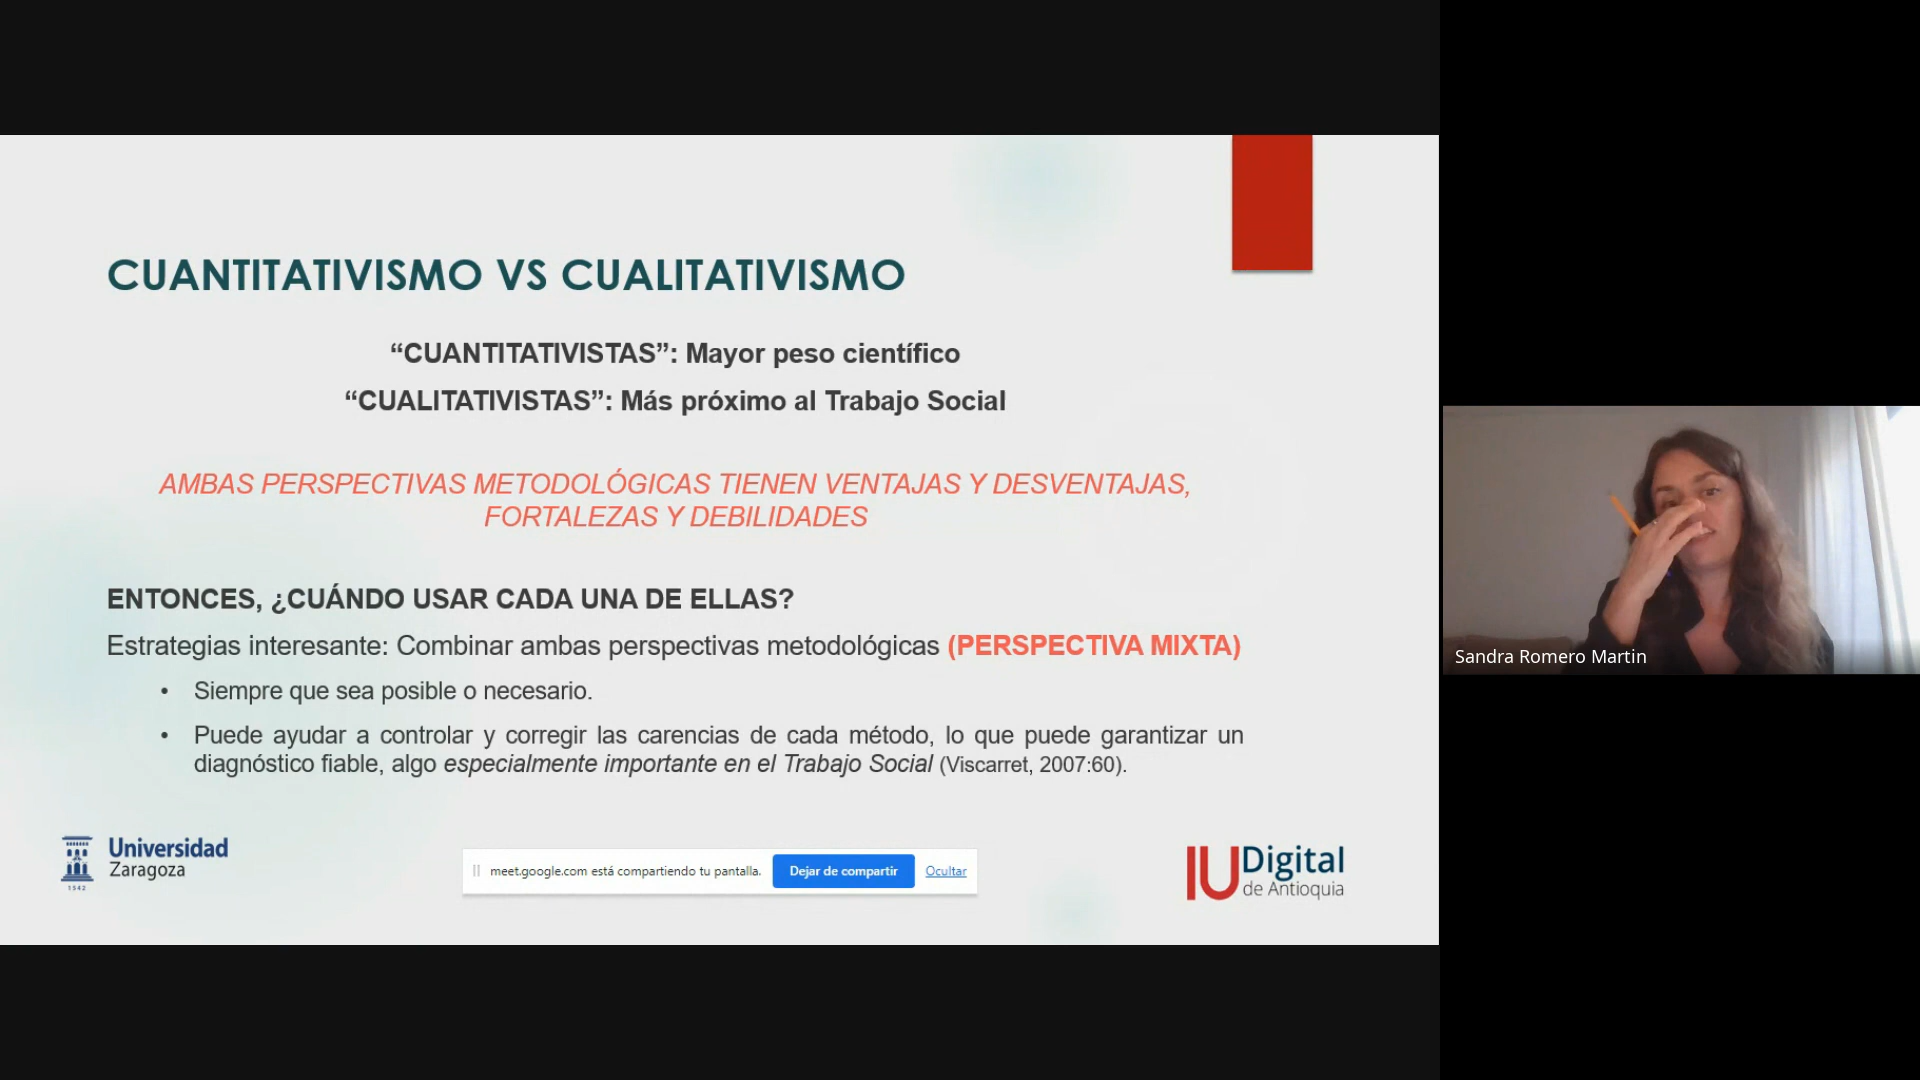 CUANTITATIVISMO VS CUALITATIVISMO
“CUANTITATIVISTAS”: Mayor peso científico
“CUALITATIVISTAS”: Más próximo al Trabajo Social
AMBAS PERSPECTIVAS METODOLÓGICAS TIENEN VENTAJAS Y DESVENTAJAS,
FORTALEZAS Y DEBILIDADES
ENTONCES, ¿CUÁNDO USAR CADA UNA DE ELLAS?
Estrategias interesante: Combinar ambas perspectivas metodológicas (PERSPECTIVA MIXTA)
• Siempre que sea posible o necesario.
• Puede ayudar a controlar y corregir las carencias de cada método, lo que puede garantizar un
diagnóstico fiable, algo especialmente importante en el Trabajo Social (Viscarret, 2007:60).
Universidad
Zaragoza
1542
meet.google.com está compartiendo tu pantalla.
Dejar de compartir
Ocultar
IU Digital
de Antioquia
Sandra Romero Martin